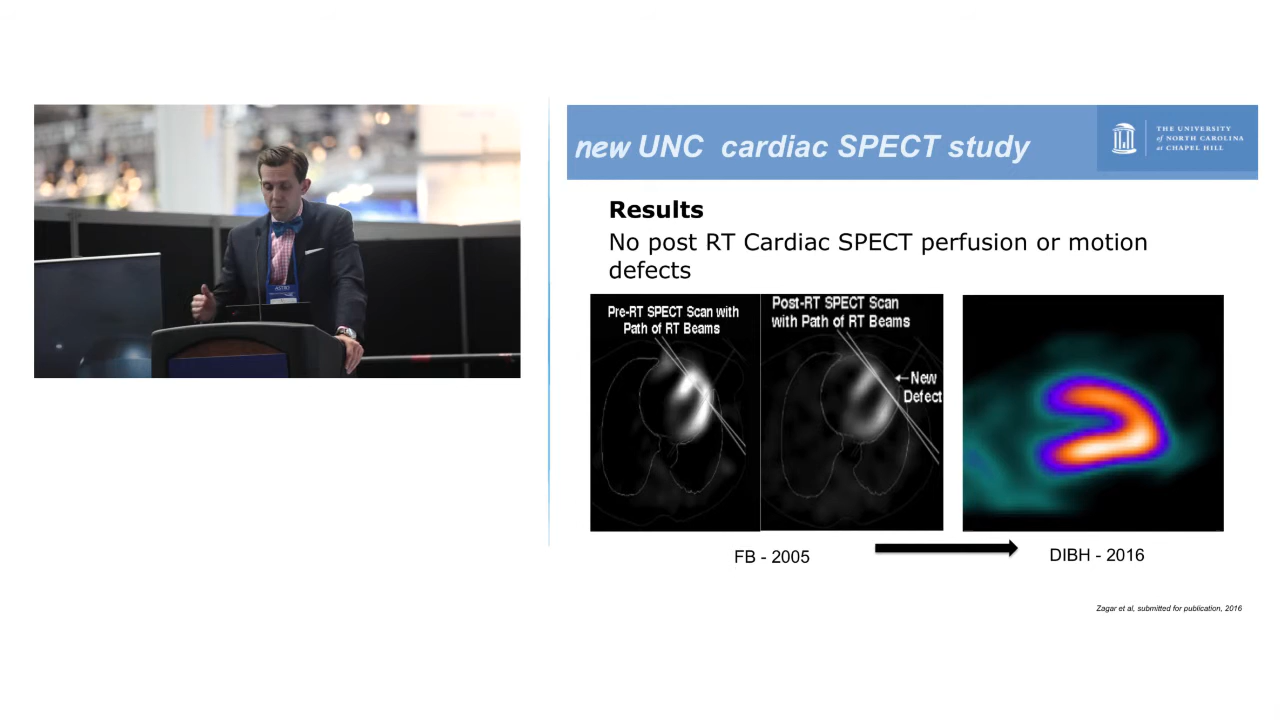 ASTRO
new UNC cardiac SPECT study
THE UNIVERSITY
of NORTH CAROLINA
at CHAPEL HILL
Results
No post RT Cardiac SPECT perfusion or motion
defects
Pre-RT SPECT Scan with
Path of RT Beams
Post-RT SPECT Scan
with Path of RT Beams
←New
Defect
FB - 2005
DIBH - 2016
Zagar et al, submitted for publication, 2016